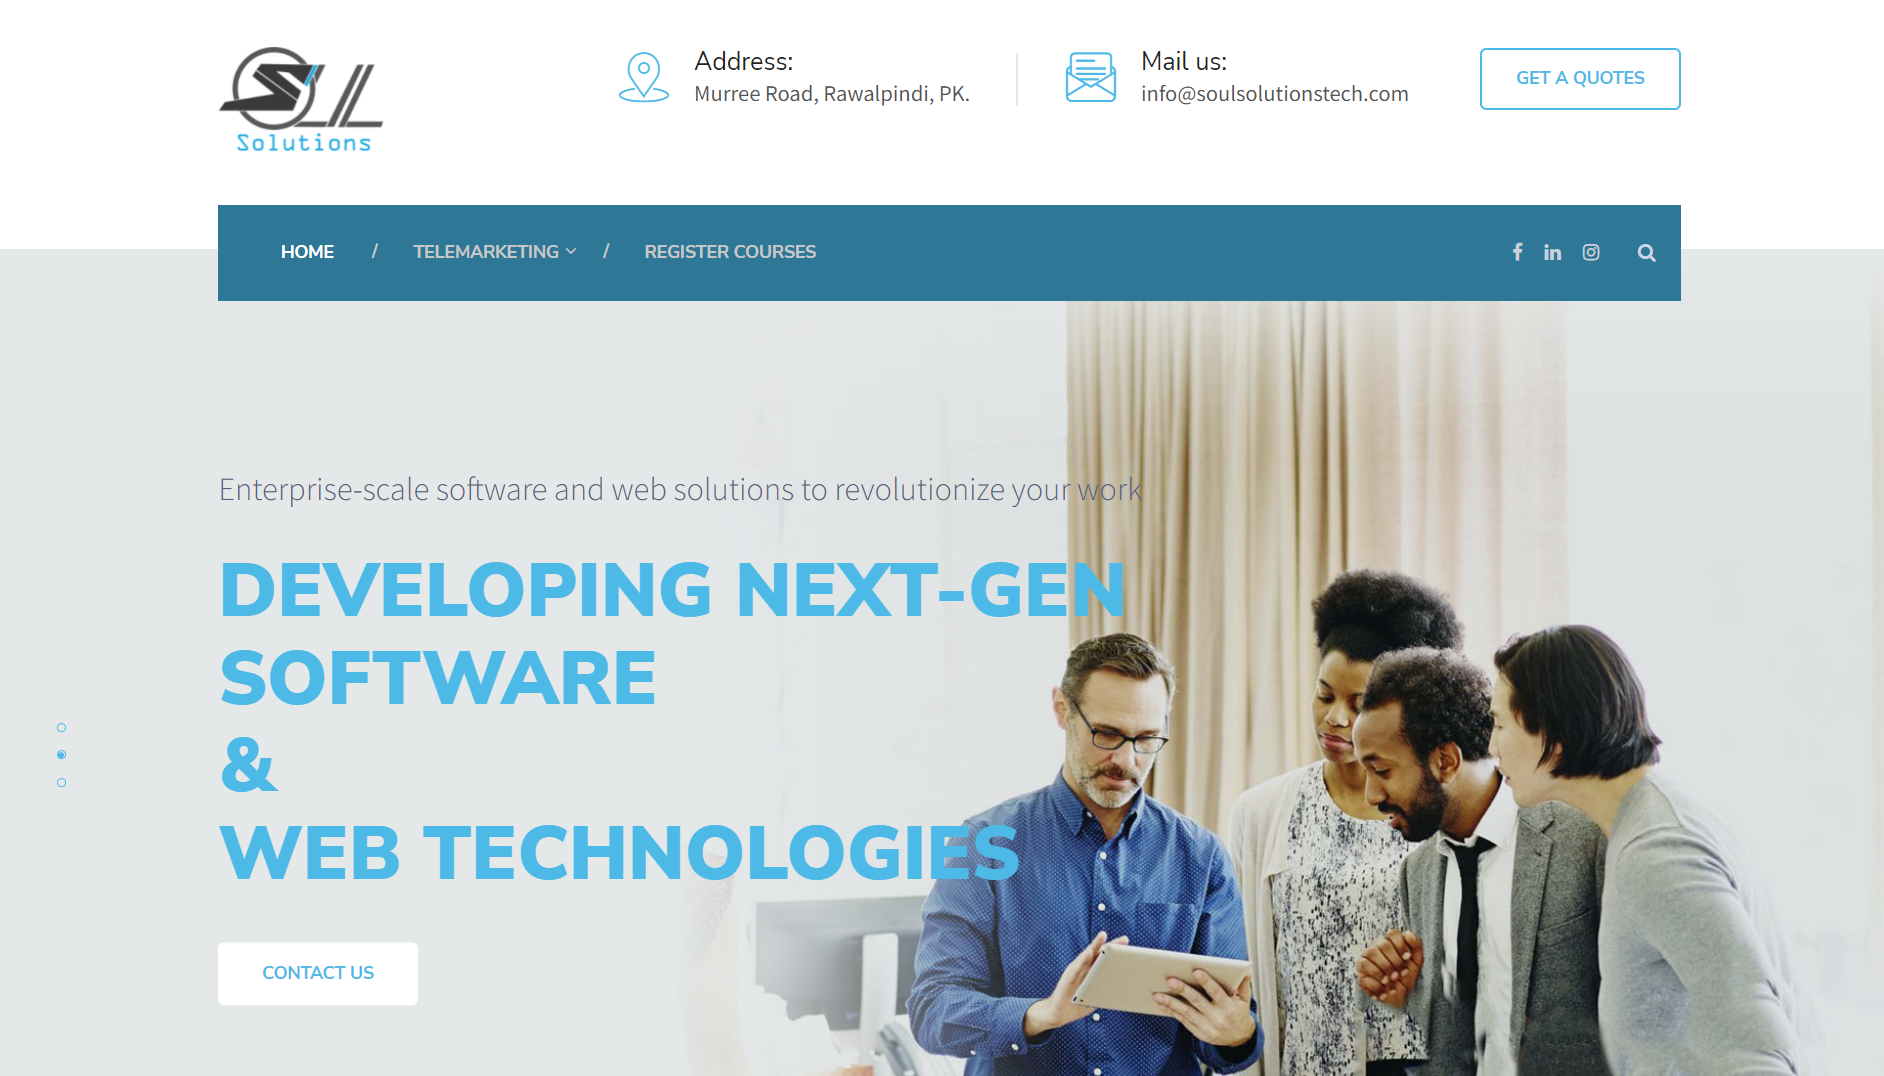 SOUL
Solutions
Address:
Murree Road, Rawalpindi, PK.
Mail us:
info@soulsolutionstech.com
GET A QUOTES
HOME / TELEMARKETING / REGISTER COURSES
Enterprise-scale software and web solutions to revolutionize your work
DEVELOPING NEXT-GEN
SOFTWARE
&
WEB TECHNOLOGIES
CONTACT US